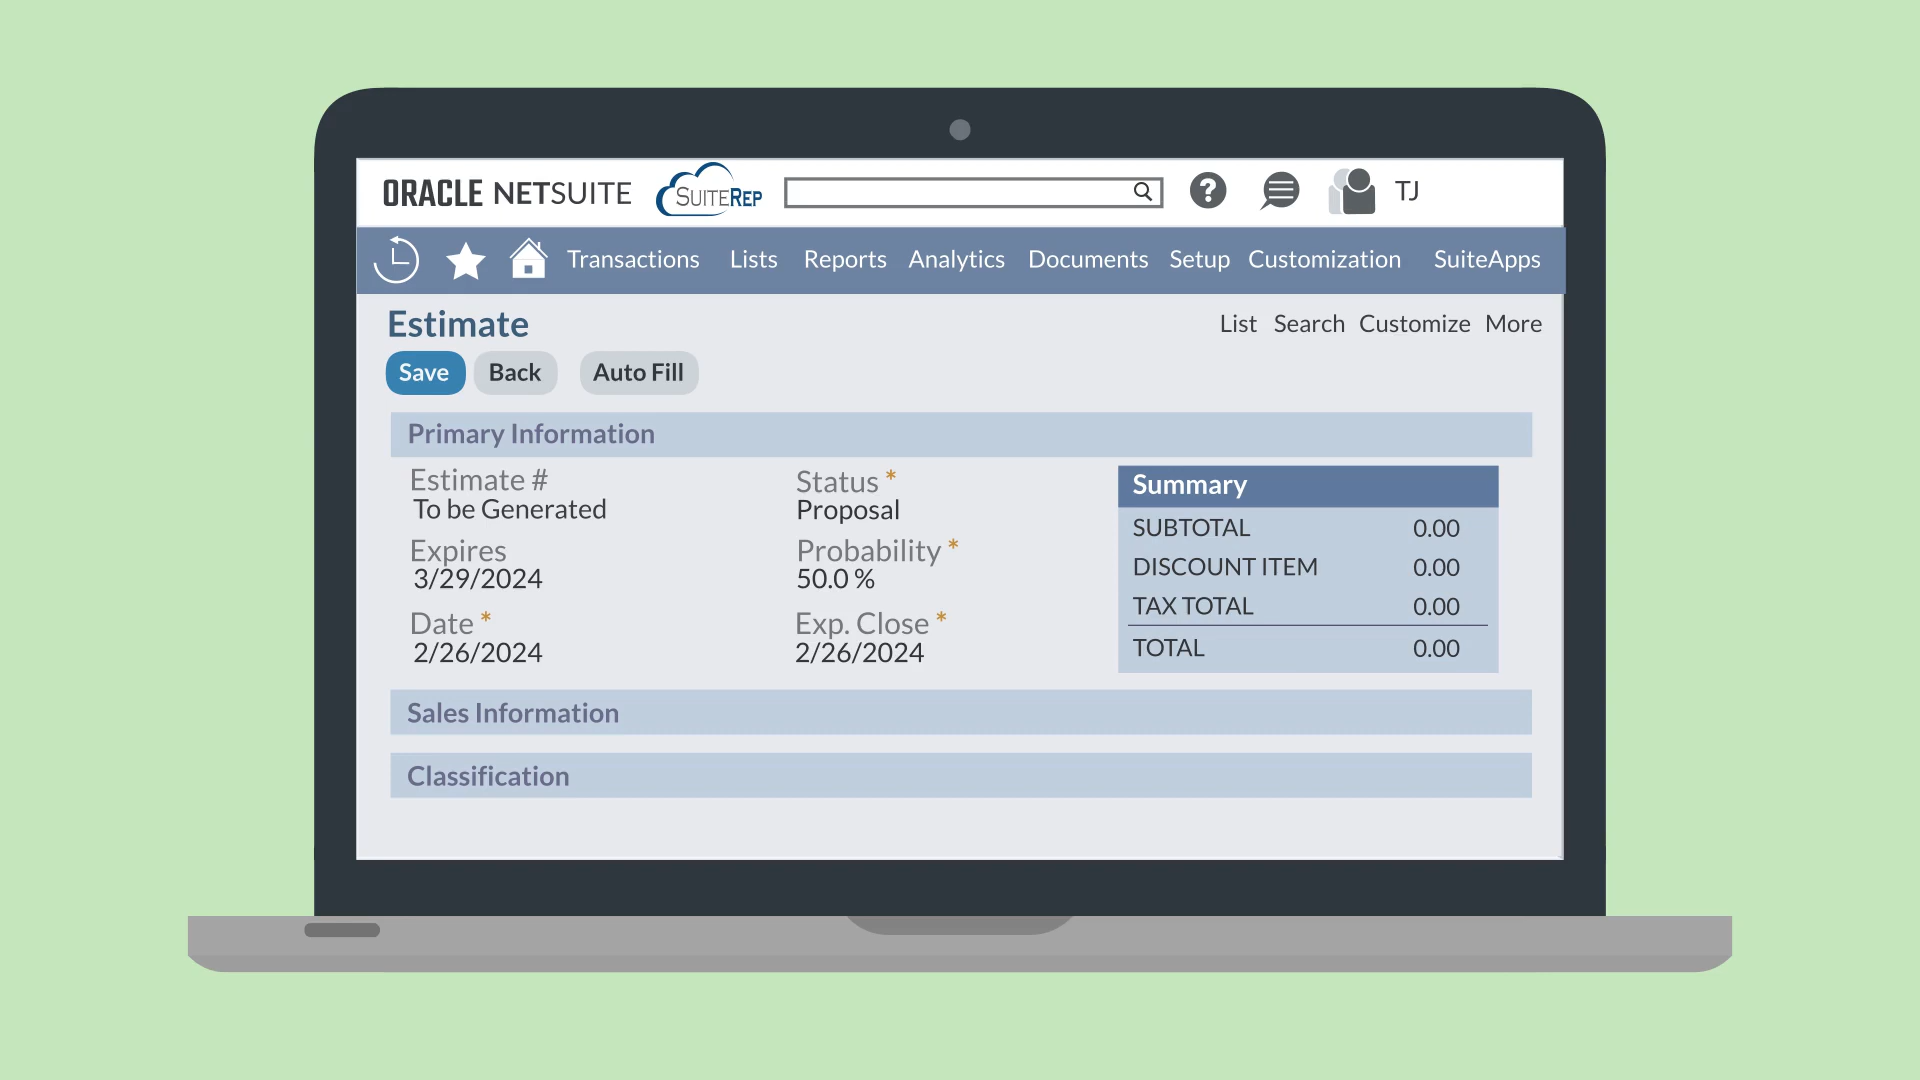 ORACLE NETSUITE SUITEREP TJ
Transactions Lists Reports Analytics Documents Setup Customization SuiteApps
Estimate
List Search Customize More
Save Back Auto Fill
Primary Information
Estimate #
To be Generated
Expires
3/29/2024
Date *
2/26/2024
Status *
Proposal
Probability *
50.0 %
Exp. Close *
2/26/2024
Summary
SUBTOTAL 0.00
DISCOUNT ITEM 0.00
TAX TOTAL 0.00
TOTAL 0.00
Sales Information
Classification